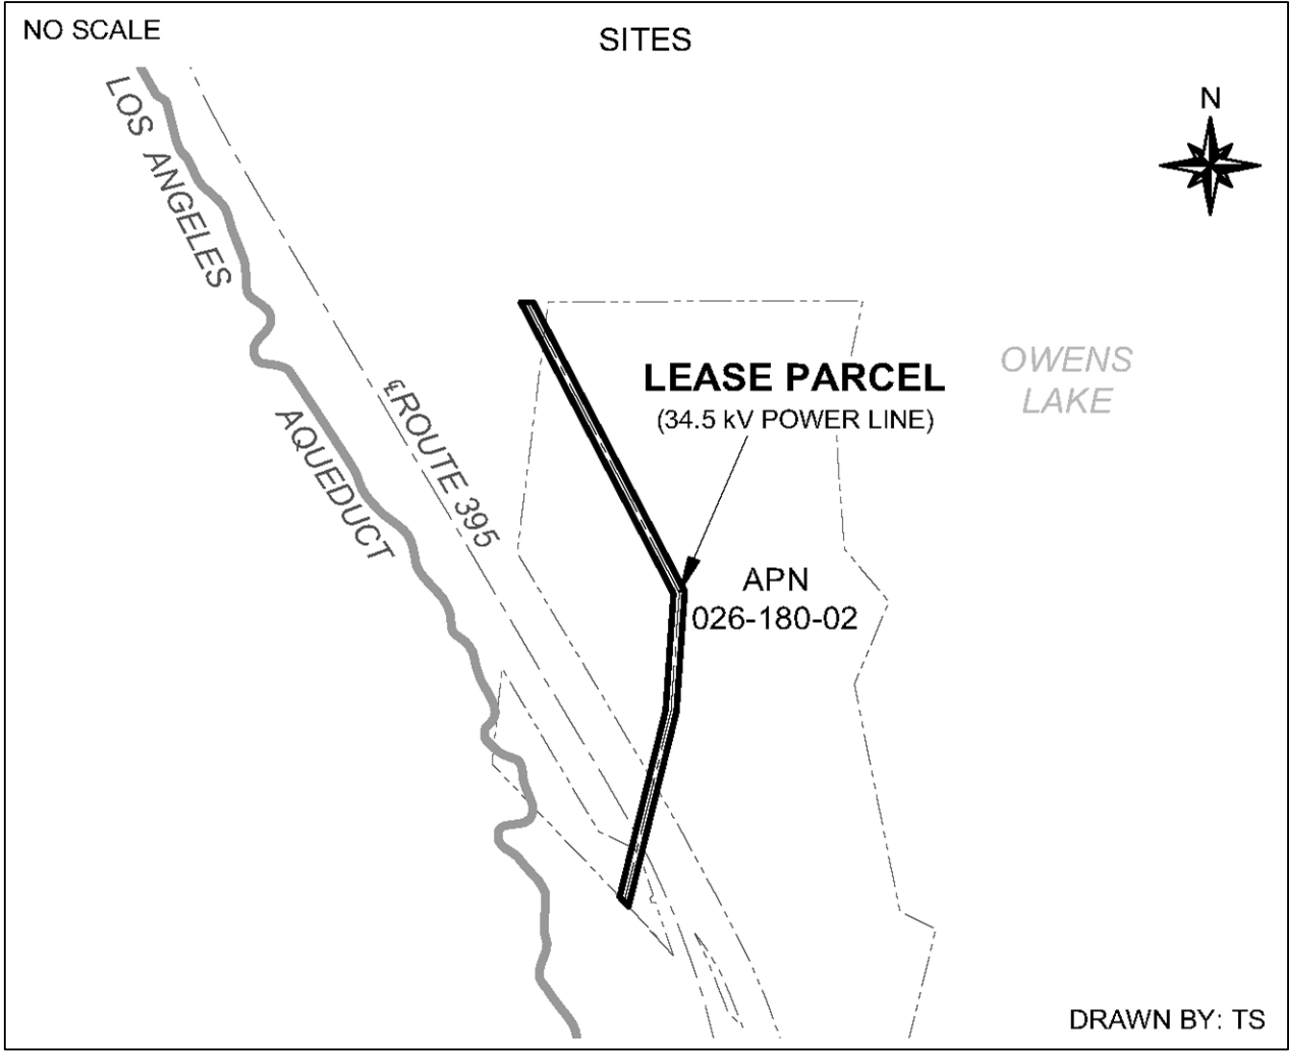 NO SCALE
SITES
N
LOS ANGELES
AQUEDUCT
℄ ROUTE 395
LEASE PARCEL
(34.5 kV POWER LINE)
OWENS
LAKE
APN
026-180-02
DRAWN BY: TS